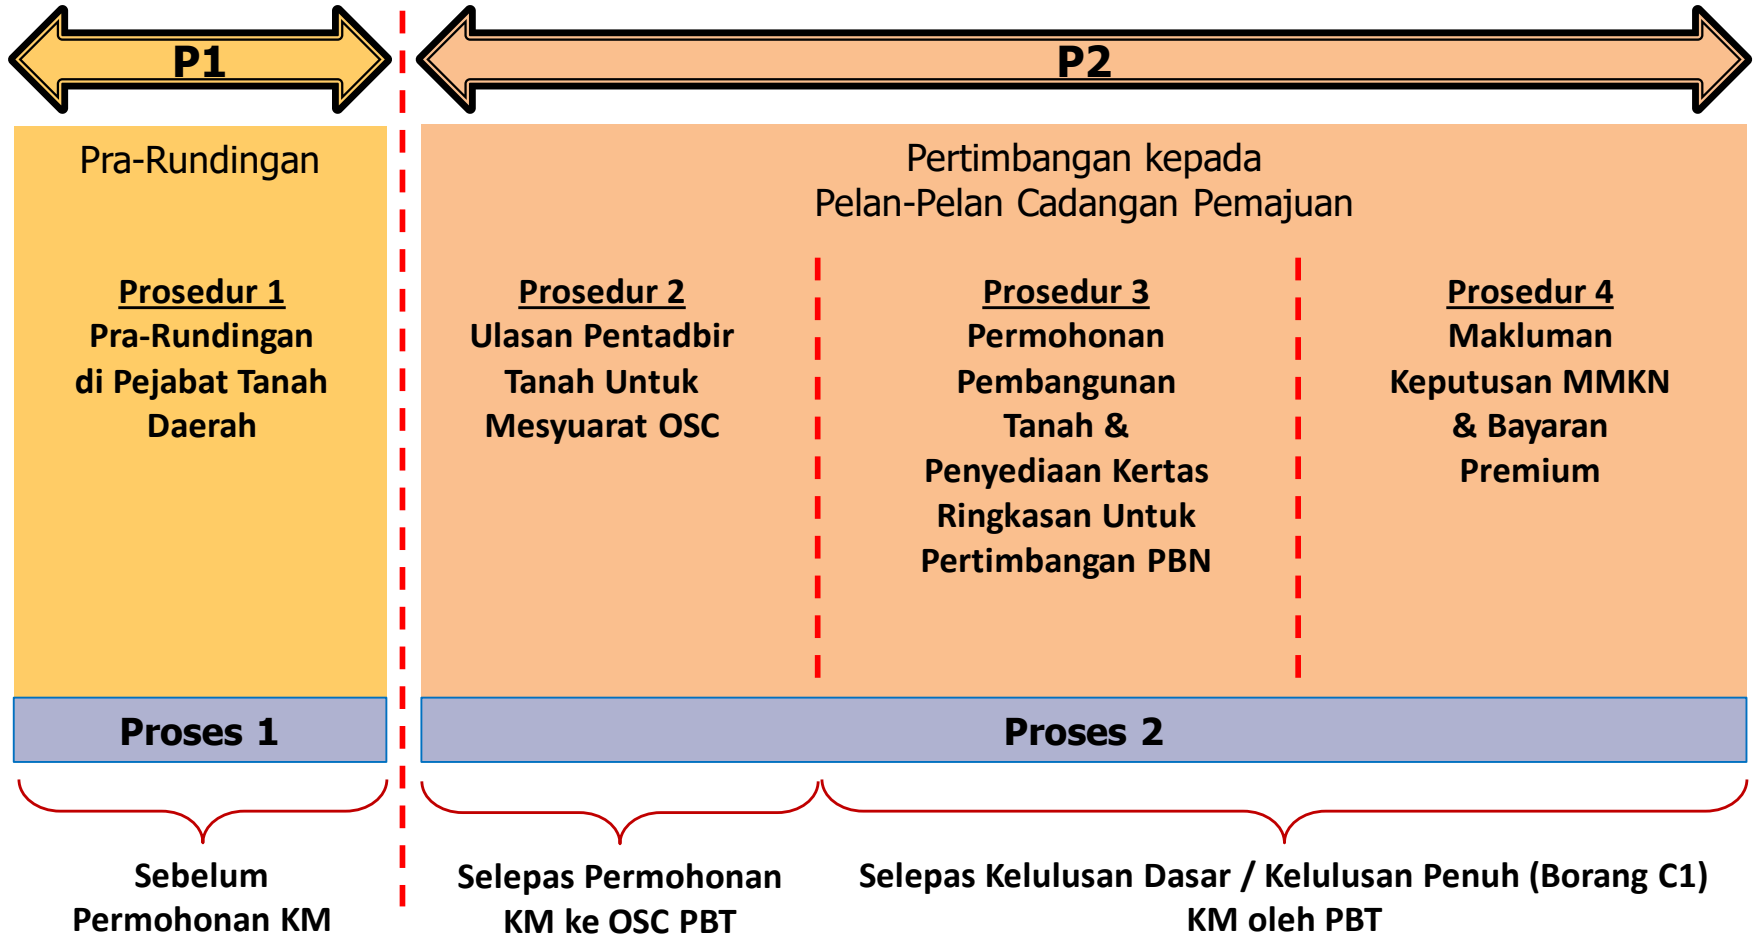 P1
P2
Pra-Rundingan
Pertimbangan kepada
Pelan-Pelan Cadangan Pemajuan
Prosedur 1
Pra-Rundingan
di Pejabat Tanah
Daerah
Prosedur 2
Ulasan Pentadbir
Tanah Untuk
Mesyuarat OSC
Prosedur 3
Permohonan
Pembangunan
Tanah &
Penyediaan Kertas
Ringkasan Untuk
Pertimbangan PBN
Prosedur 4
Makluman
Keputusan MMKN
& Bayaran
Premium
Proses 1
Proses 2
Sebelum
Permohonan KM
Selepas Permohonan
KM ke OSC PBT
Selepas Kelulusan Dasar / Kelulusan Penuh (Borang C1)
KM oleh PBT